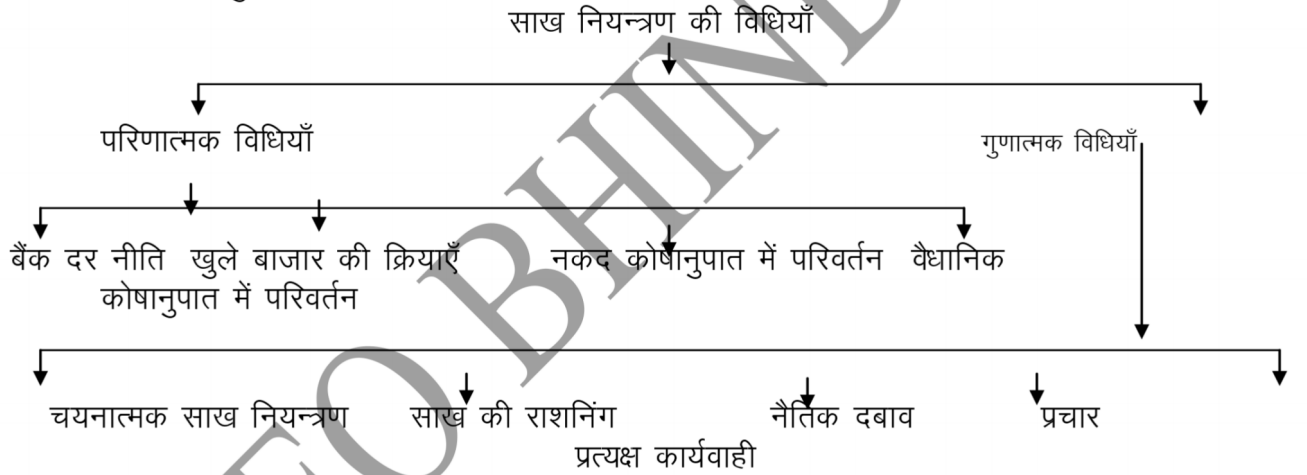 साख नियन्त्रण की विधियाँ
परिणात्मक विधियाँ गुणात्मक विधियाँ
बैंक दर नीति खुले बाजार की क्रियाएँ नकद कोषानुपात में परिवर्तन वैधानिक
कोषानुपात में परिवर्तन
चयनात्मक साख नियन्त्रण साख की राशनिंग नैतिक दबाव प्रचार
प्रत्यक्ष कार्यवाही